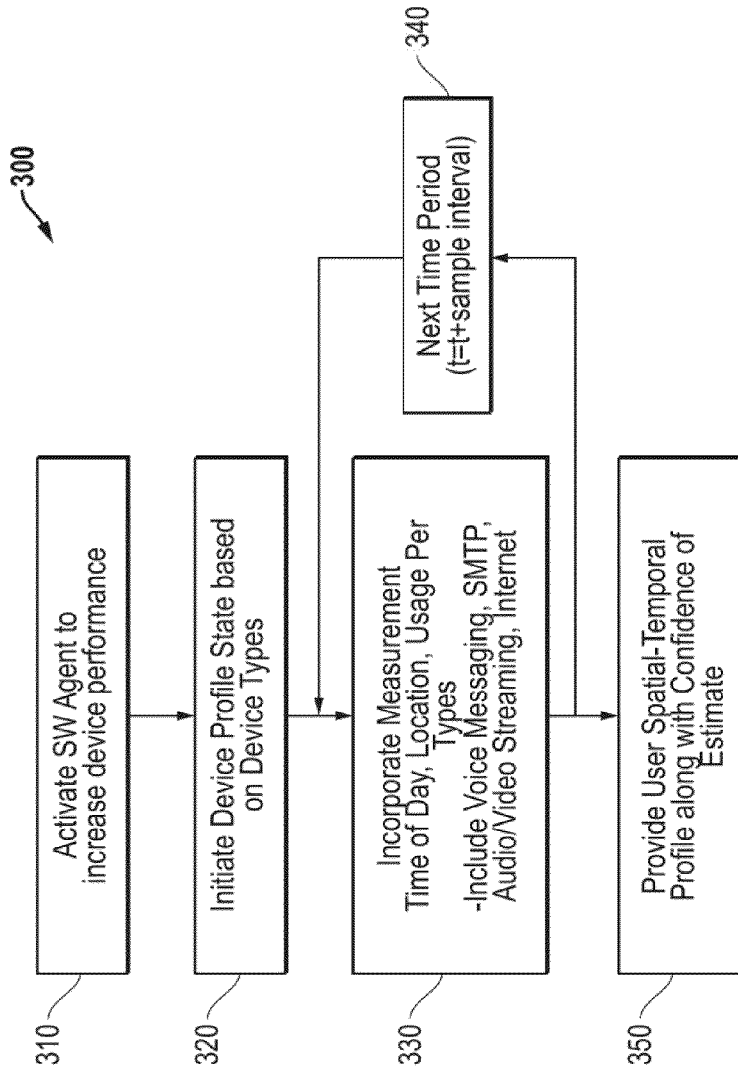 300
310
Activate SW Agent to
increase device performance
320
Initiate Device Profile State based
on Device Types
330
Incorporate Measurement
Time of Day, Location, Usage Per
Types
-Include Voice Messaging, SMTP,
Audio/Video Streaming, Internet
340
Next Time Period
(t=t+sample interval)
350
Provide User Spatial-Temporal
Profile along with Confidence of
Estimate